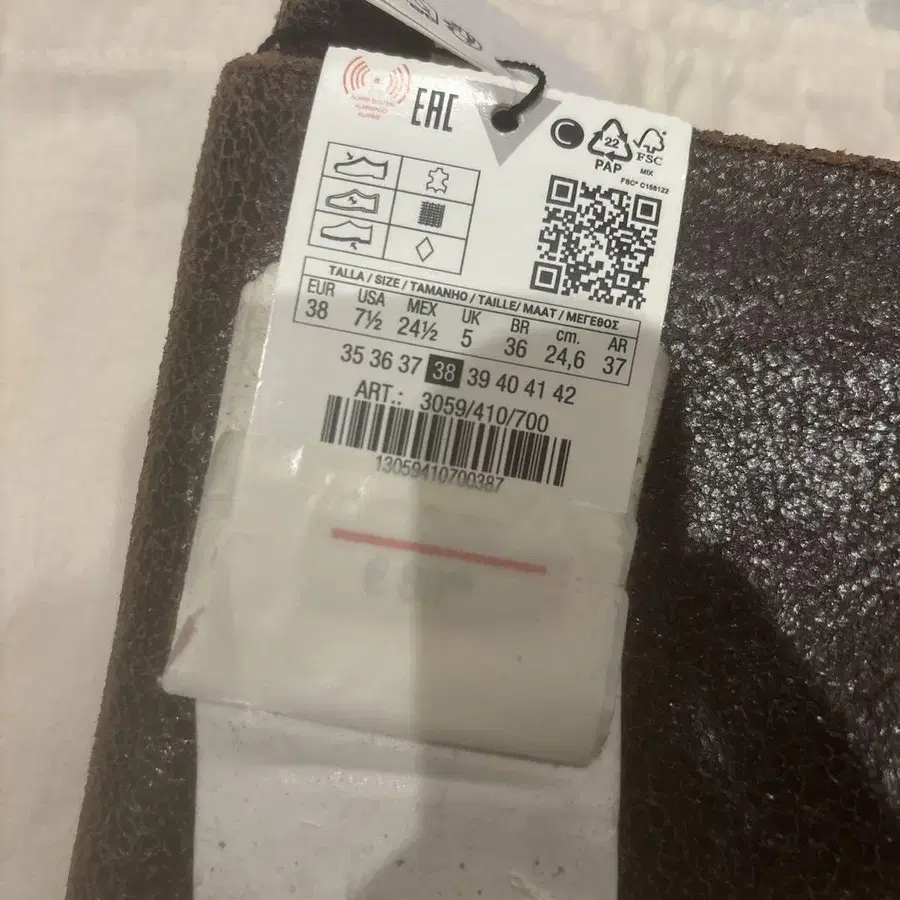 EAC
22
PAP
FSC
MIX
FSC® C158122
TALLA / SIZE / TAMANHO / TAILLE / MAAT / ΜΕΓΕΘΟΣ
EUR USA MEX UK BR cm. AR
38 7½ 24½ 5 36 24,6 37
35 36 37 38 39 40 41 42
ART.: 3059/410/700
13059410700387